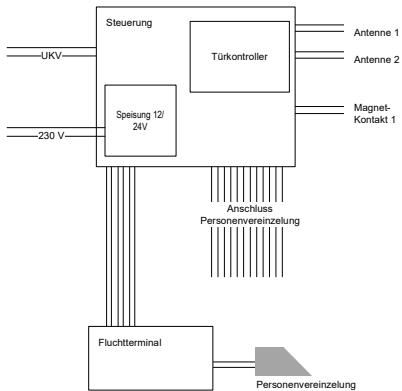 Steuerung
Antenne 1
Türkontroller
UKV
Antenne 2
Magnet-
Kontakt 1
Speisung 12/
24V
230 V
Anschluss
Personenvereinzelung
Fluchtterminal
Personenvereinzelung